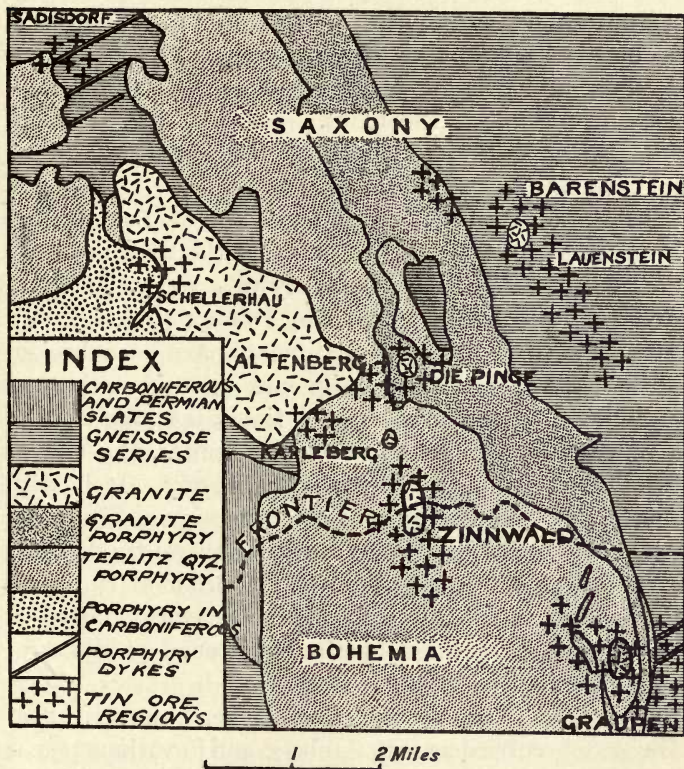 SADISDORF
SAXONY
BARENSTEIN
LAUENSTEIN
SCHELLERHAU
ALTENBERG
DIE PINGE
KAHLEBERG
FRONTIER
ZINNWALD
BOHEMIA
GRAUPEN
INDEX
CARBONIFEROUS
AND PERMIAN
SLATES
GNEISSOSE
SERIES
GRANITE
GRANITE
PORPHYRY
TEPLITZ QTZ.
PORPHYRY
PORPHYRY IN
CARBONIFEROUS
PORPHYRY
DYKES
TIN ORE
REGIONS
1 2 Miles